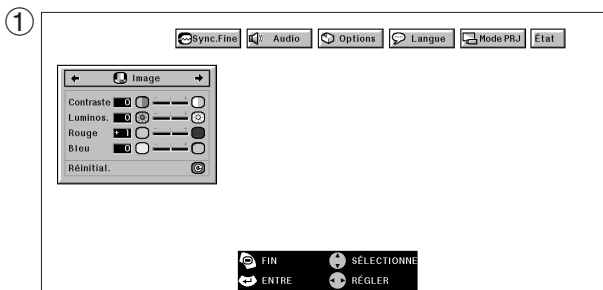 ①
Sync.Fine Audio Options Langue Mode PRJ État
Image
Contraste 0 - +
Luminos. 0 - +
Rouge + 1 - +
Bleu 0 - +
Réinitial.
FIN SÉLECTIONNE
ENTRE RÉGLER